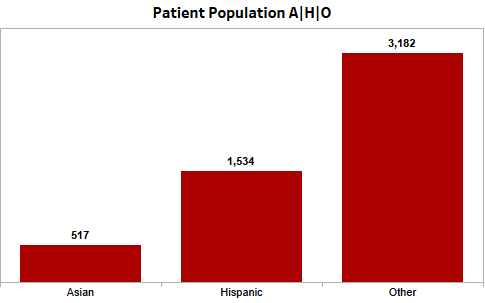 Patient Population A|H|O
3,182
1,534
517
Asian Hispanic Other